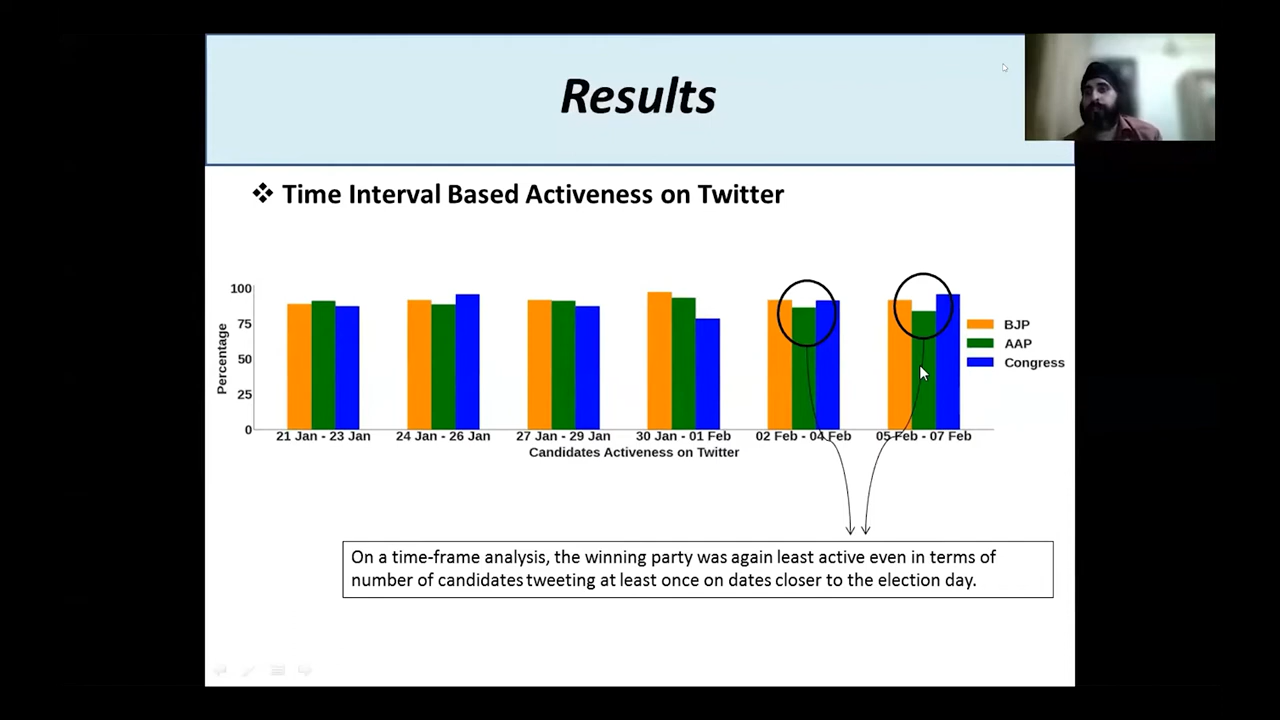 Results
❖ Time Interval Based Activeness on Twitter
100
75
50
25
0
Percentage
21 Jan - 23 Jan
24 Jan - 26 Jan
27 Jan - 29 Jan
30 Jan - 01 Feb
02 Feb - 04 Feb
05 Feb - 07 Feb
Candidates Activeness on Twitter
BJP
AAP
Congress
On a time-frame analysis, the winning party was again least active even in terms of
number of candidates tweeting at least once on dates closer to the election day.